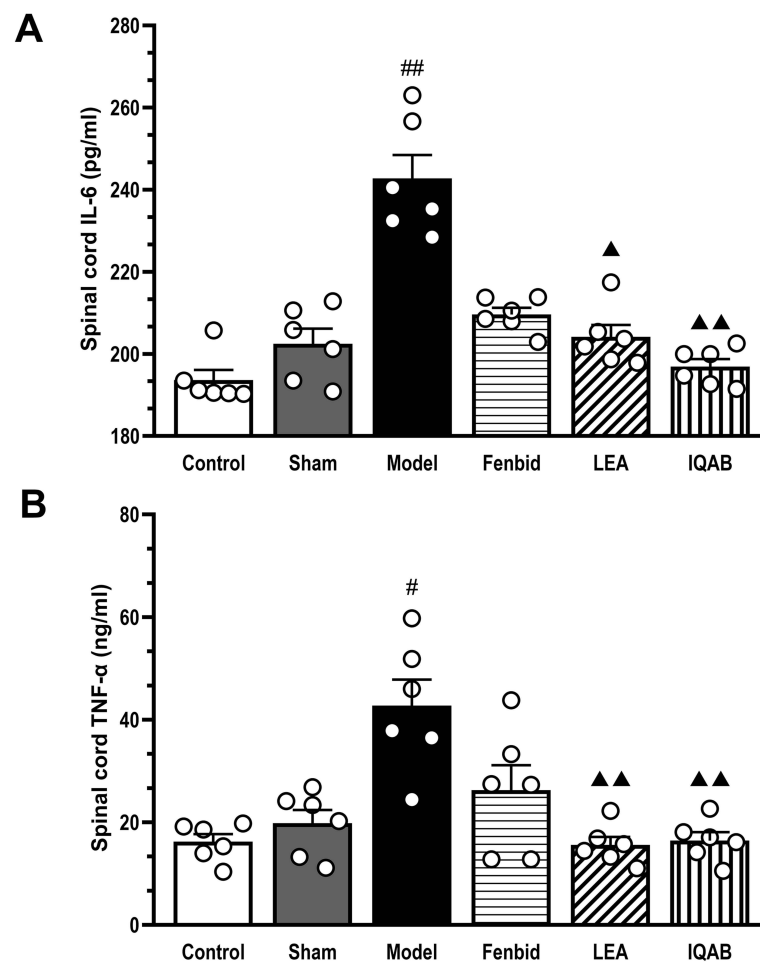 A
Spinal cord IL-6 (pg/ml)
280
260
240
220
200
180
##
▲
▲▲
Control Sham Model Fenbid LEA IQAB
B
Spinal cord TNF-α (ng/ml)
80
60
40
20
0
#
▲▲
▲▲
Control Sham Model Fenbid LEA IQAB